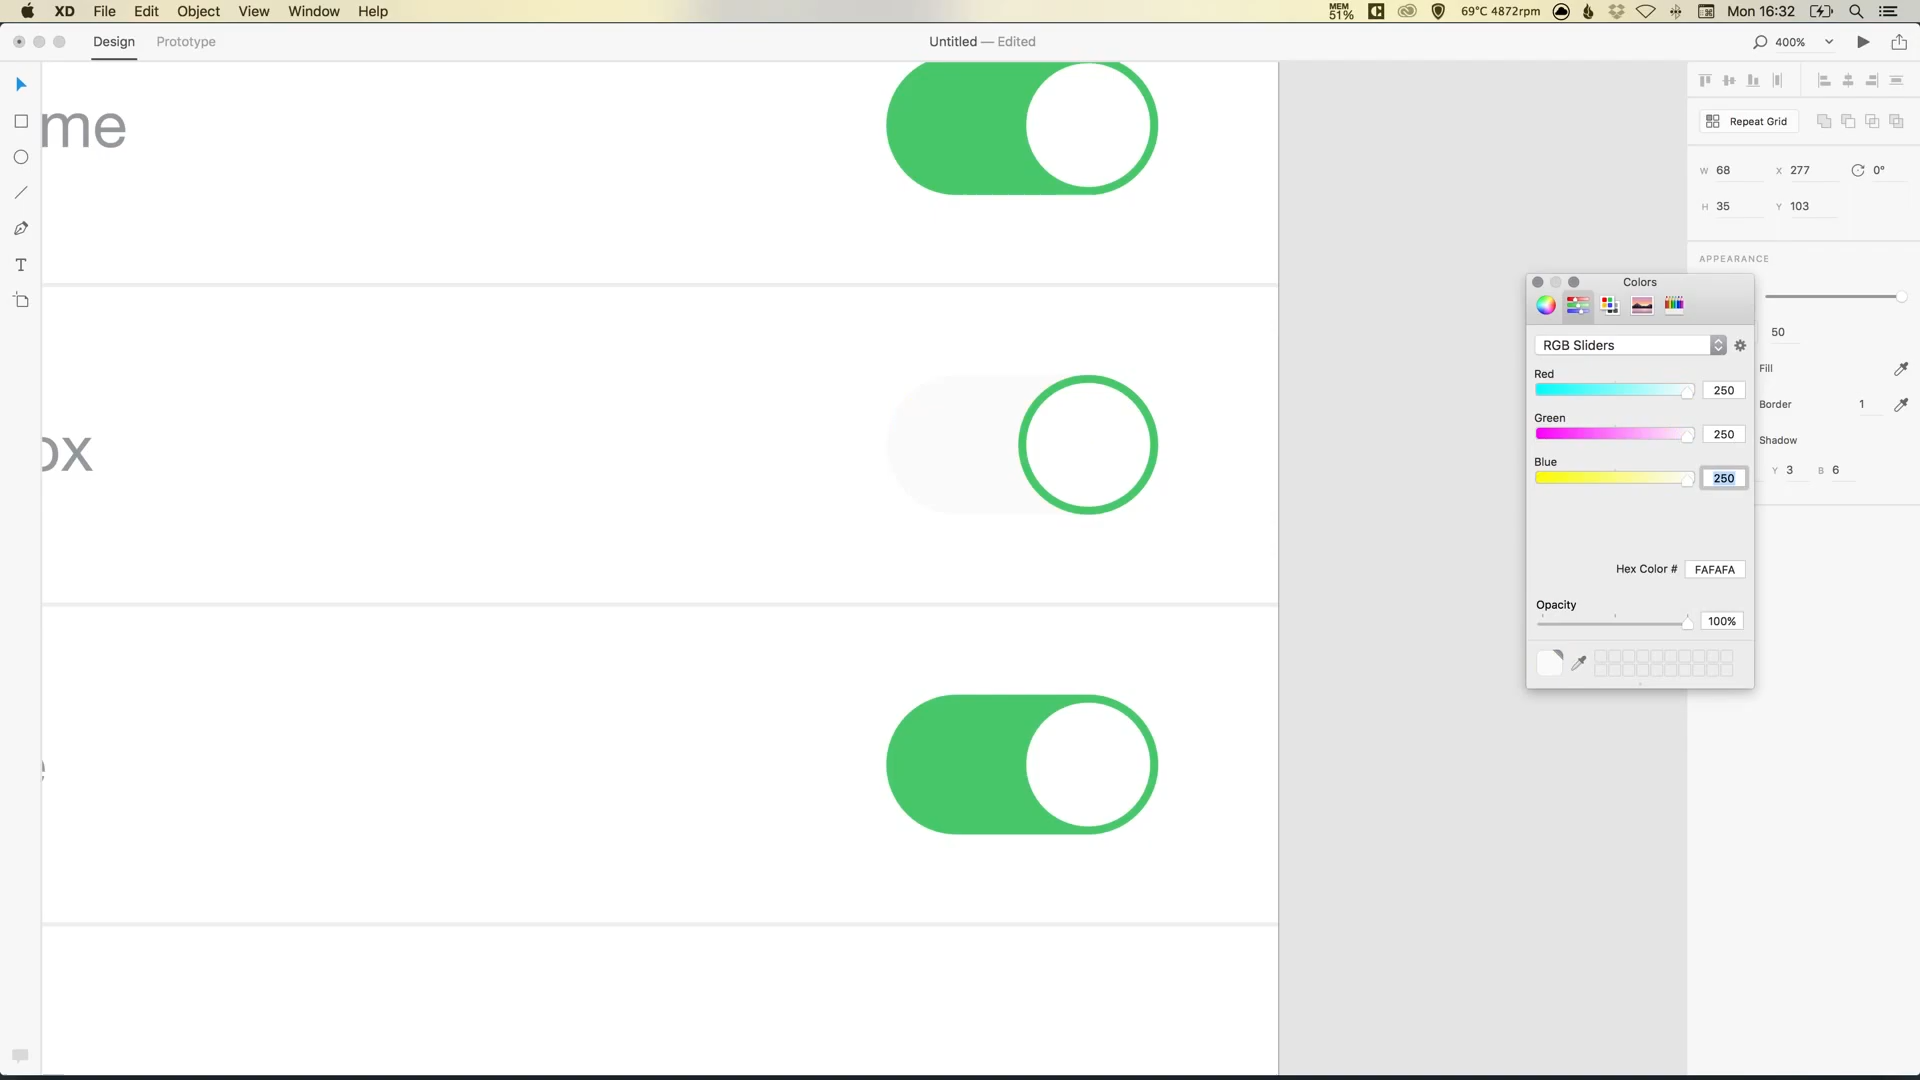 XD File Edit Object View Window Help MEM 51% 69°C 4872rpm Mon 16:32
Design Prototype Untitled — Edited 400%
me
Repeat Grid
W 68 X 277 0°
H 35 Y 103
APPEARANCE
Colors
50
RGB Sliders
Fill
Red
250
Border 1
Green
250
Shadow
ox
Blue
250
Y 3 B 6
Hex Color # FAFAFA
Opacity
100%
T